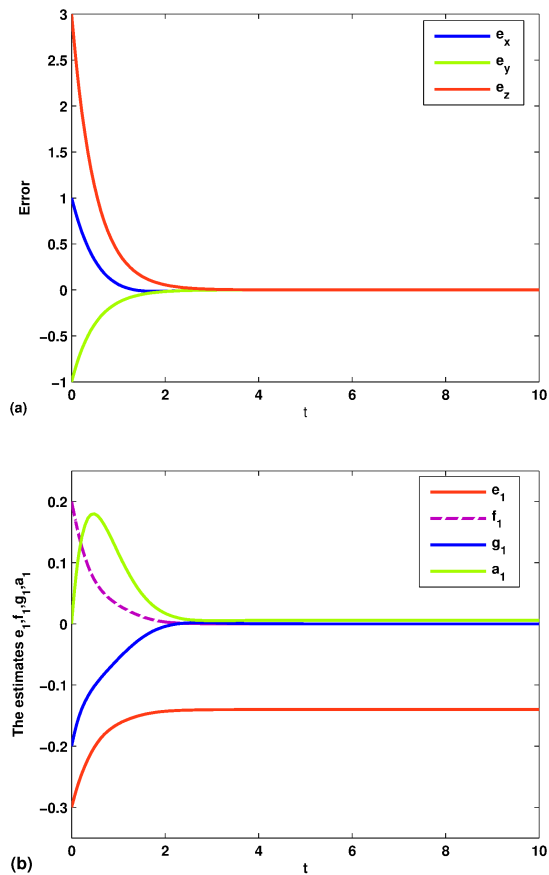 3
2.5
2
1.5
1
0.5
0
−0.5
−1
Error
e_x
e_y
e_z
0 2 4 6 8 10
t
(a)
0.2
0.1
0
−0.1
−0.2
−0.3
The estimates e_1,f_1,g_1,a_1
e_1
f_1
g_1
a_1
0 2 4 6 8 10
t
(b)